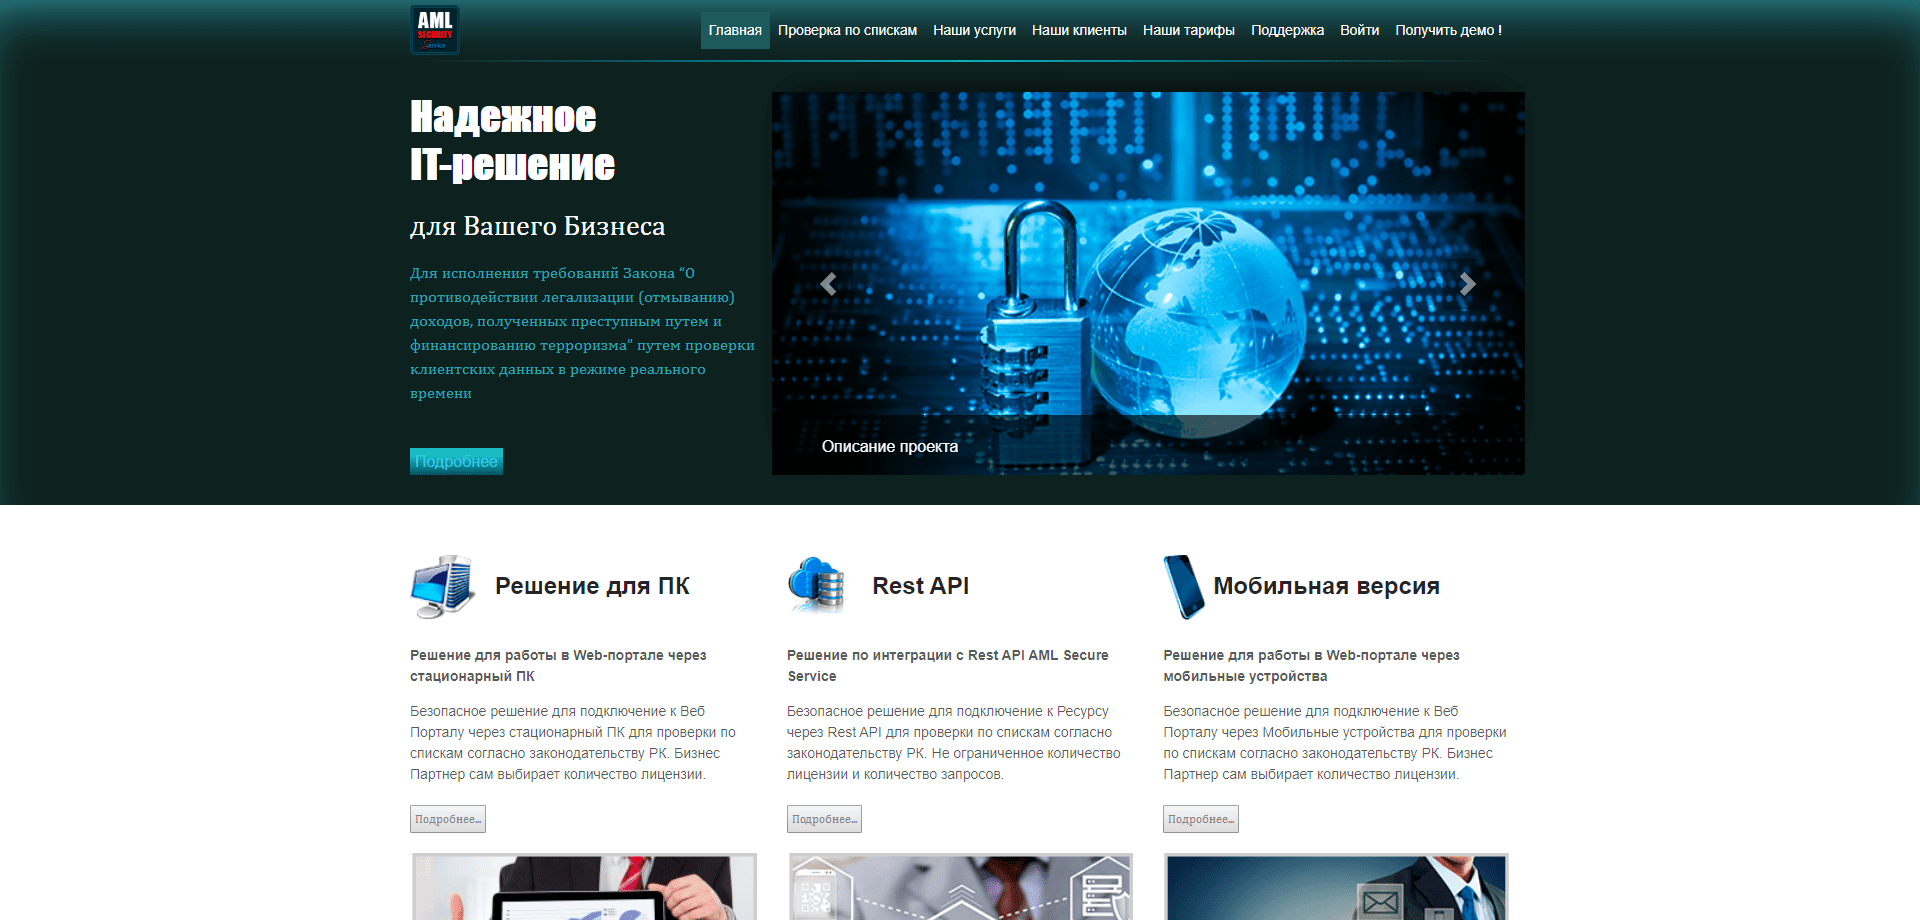 AML
SECURITY
Service
Главная Проверка по спискам Наши услуги Наши клиенты Наши тарифы Поддержка Войти Получить демо !
Надежное
IT-решение
для Вашего Бизнеса
Для исполнения требований Закона “О
противодействии легализации (отмыванию)
доходов, полученных преступным путем и
финансированию терроризма” путем проверки
клиентских данных в режиме реального
времени
Подробнее
Описание проекта
Решение для ПК
Решение для работы в Web-портале через
стационарный ПК
Безопасное решение для подключение к Веб
Порталу через стационарный ПК для проверки по
спискам согласно законодательству РК. Бизнес
Партнер сам выбирает количество лицензии.
Подробнее...
Rest API
Решение по интеграции с Rest API AML Secure
Service
Безопасное решение для подключение к Ресурсу
через Rest API для проверки по спискам согласно
законодательству РК. Не ограниченное количество
лицензии и количество запросов.
Подробнее...
Мобильная версия
Решение для работы в Web-портале через
мобильные устройства
Безопасное решение для подключение к Веб
Порталу через Мобильные устройства для проверки
по спискам согласно законодательству РК. Бизнес
Партнер сам выбирает количество лицензии.
Подробнее...